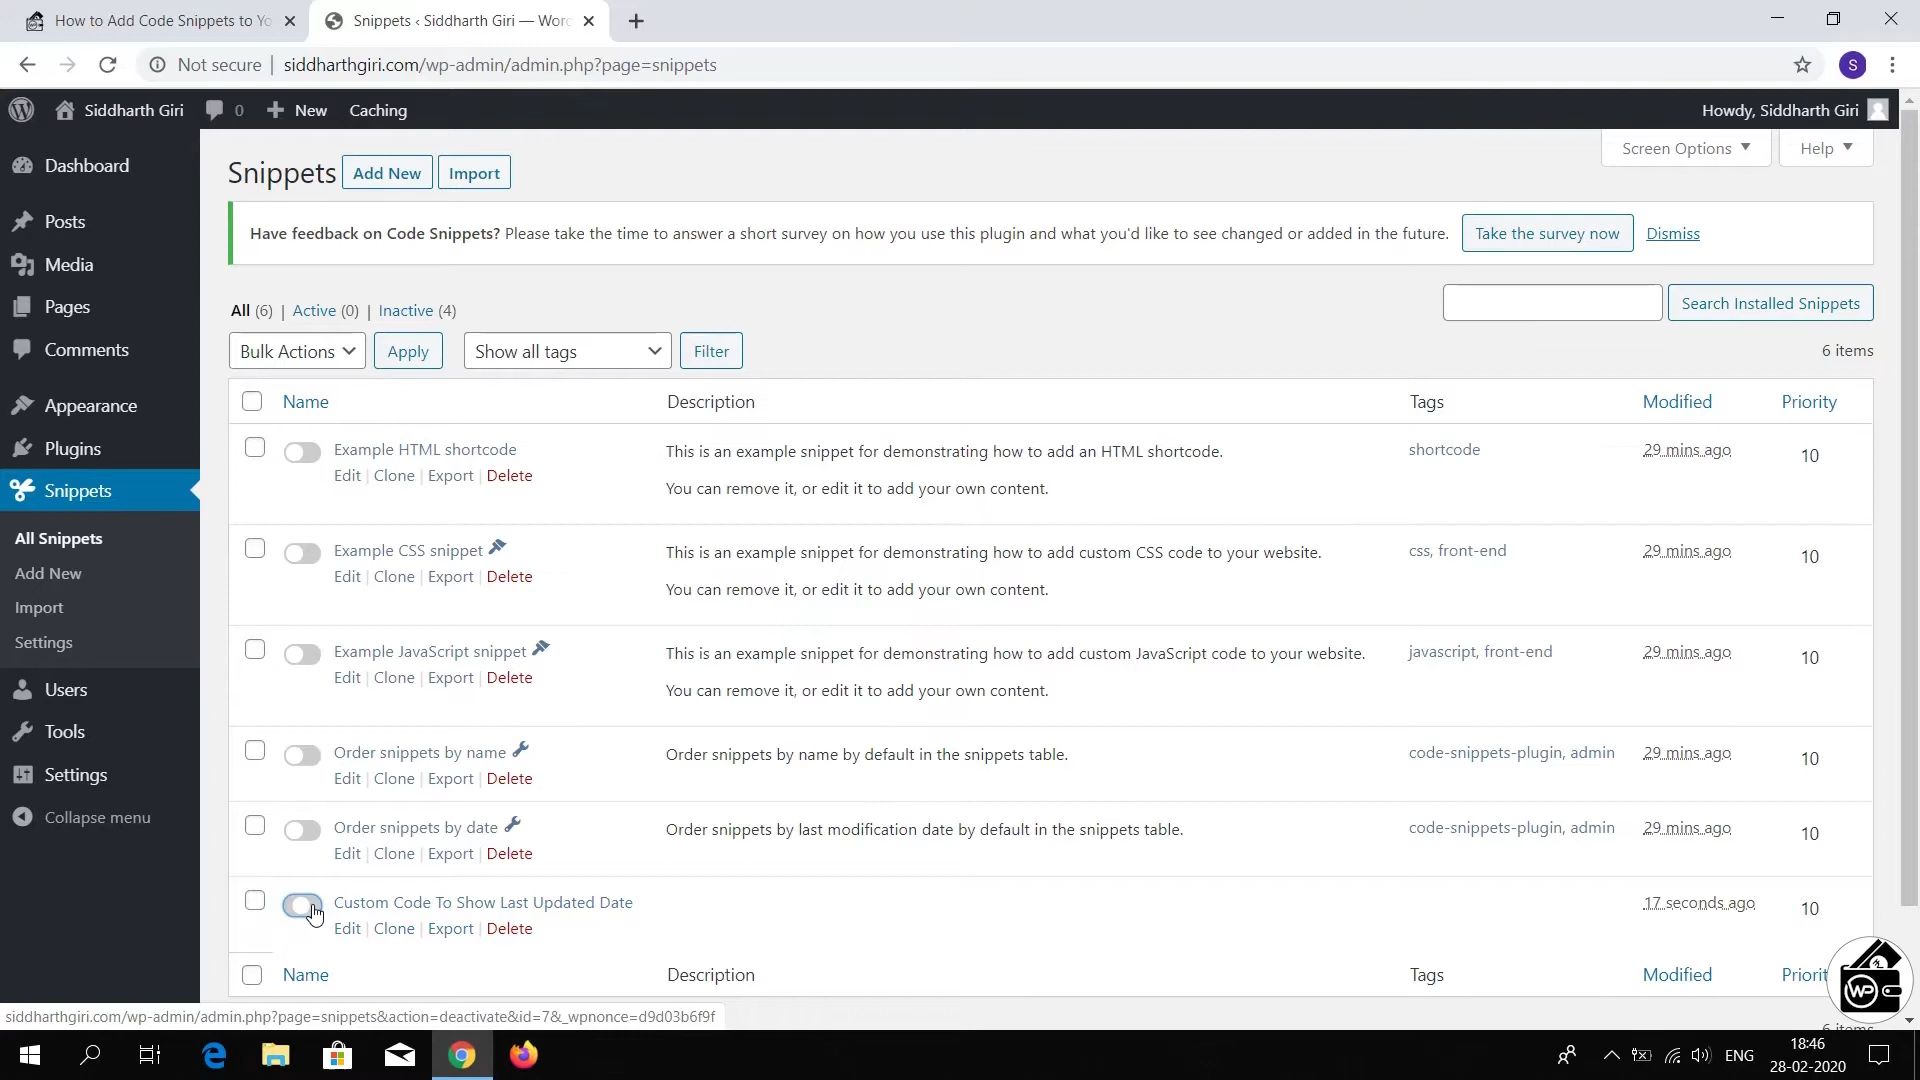 How to Add Code Snippets to Yo
Snippets ‹ Siddharth Giri — Word
Not secure | siddharthgiri.com/wp-admin/admin.php?page=snippets
S
Siddharth Giri 0 New Caching Howdy, Siddharth Giri
Screen Options Help
Dashboard
Posts
Media
Pages
Comments
Appearance
Plugins
Snippets
All Snippets
Add New
Import
Settings
Users
Tools
Settings
Collapse menu
Snippets Add New Import
Have feedback on Code Snippets? Please take the time to answer a short survey on how you use this plugin and what you'd like to see changed or added in the future. Take the survey now Dismiss
All (6) | Active (0) | Inactive (4)
Search Installed Snippets
Bulk Actions Apply Show all tags Filter 6 items
Name Description Tags Modified Priority
Example HTML shortcode This is an example snippet for demonstrating how to add an HTML shortcode. shortcode 29 mins ago 10
Edit | Clone | Export | Delete
You can remove it, or edit it to add your own content.
Example CSS snippet This is an example snippet for demonstrating how to add custom CSS code to your website. css, front-end 29 mins ago 10
Edit | Clone | Export | Delete
You can remove it, or edit it to add your own content.
Example JavaScript snippet This is an example snippet for demonstrating how to add custom JavaScript code to your website. javascript, front-end 29 mins ago 10
Edit | Clone | Export | Delete
You can remove it, or edit it to add your own content.
Order snippets by name Order snippets by name by default in the snippets table. code-snippets-plugin, admin 29 mins ago 10
Edit | Clone | Export | Delete
Order snippets by date Order snippets by last modification date by default in the snippets table. code-snippets-plugin, admin 29 mins ago 10
Edit | Clone | Export | Delete
Custom Code To Show Last Updated Date 17 seconds ago 10
Edit | Clone | Export | Delete
Name Description Tags Modified Priorit
WP
6 items
siddharthgiri.com/wp-admin/admin.php?page=snippets&action=deactivate&id=7&_wpnonce=d9d03b6f9f
ENG
18:46
28-02-2020